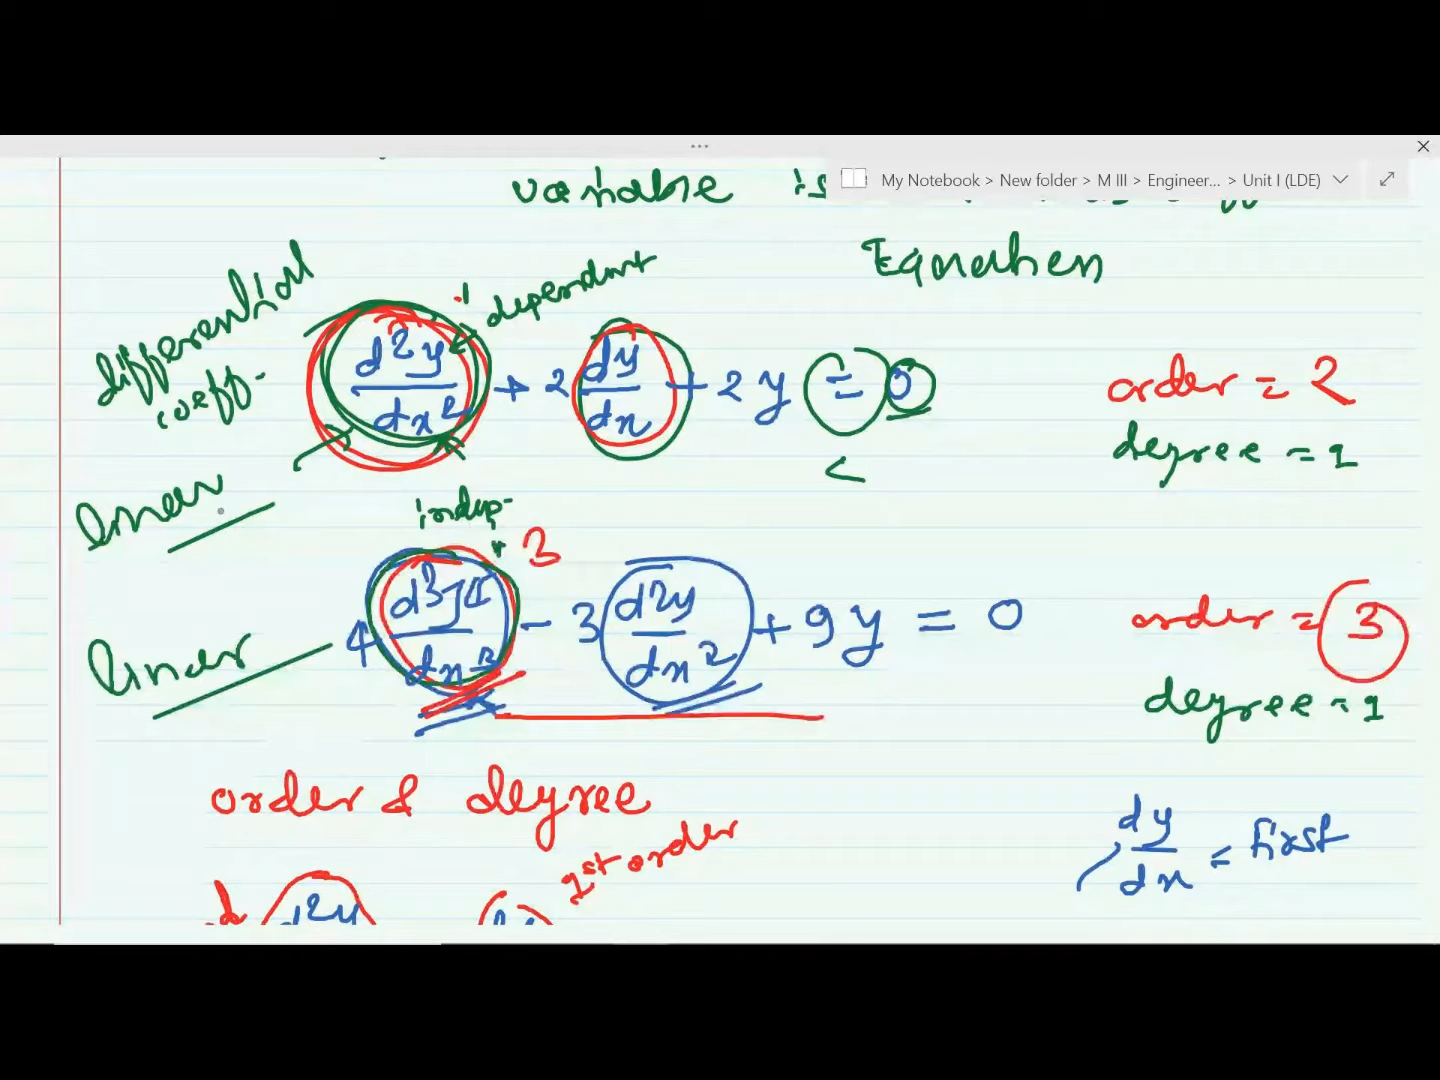 My Notebook > New folder > M III > Engineer... > Unit I (LDE)
variable is
Equation
differential
coeff.
dependant
d²y/dx² + 2 dy/dx + 2y = 0
order = 2
degree = 1
linear
indep.
3
4 d³y/dx³ - 3 d²y/dx² + 9y = 0
order = 3
linear
degree = 1
order & degree
1st order
dy/dx = first
d²y